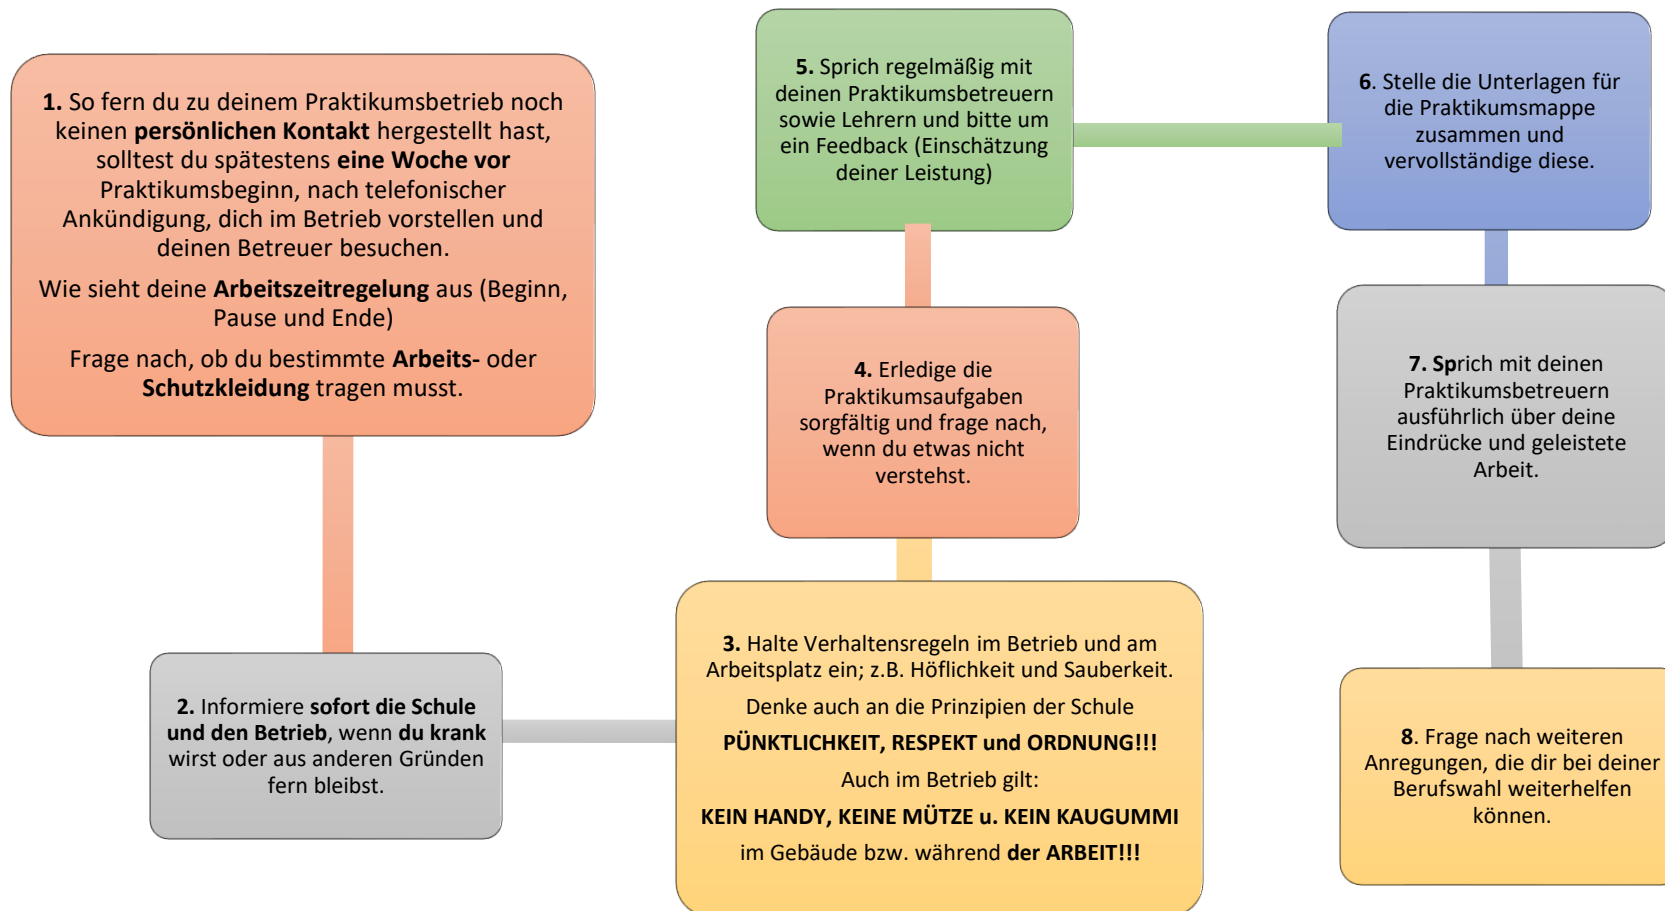 1. So fern du zu deinem Praktikumsbetrieb noch
keinen persönlichen Kontakt hergestellt hast,
solltest du spätestens eine Woche vor
Praktikumsbeginn, nach telefonischer
Ankündigung, dich im Betrieb vorstellen und
deinen Betreuer besuchen.
Wie sieht deine Arbeitszeitregelung aus (Beginn,
Pause und Ende)
Frage nach, ob du bestimmte Arbeits- oder
Schutzkleidung tragen musst.
2. Informiere sofort die Schule
und den Betrieb, wenn du krank
wirst oder aus anderen Gründen
fern bleibst.
3. Halte Verhaltensregeln im Betrieb und am
Arbeitsplatz ein; z.B. Höflichkeit und Sauberkeit.
Denke auch an die Prinzipien der Schule
PÜNKTLICHKEIT, RESPEKT und ORDNUNG!!!
Auch im Betrieb gilt:
KEIN HANDY, KEINE MÜTZE u. KEIN KAUGUMMI
im Gebäude bzw. während der ARBEIT!!!
4. Erledige die
Praktikumsaufgaben
sorgfältig und frage nach,
wenn du etwas nicht
verstehst.
5. Sprich regelmäßig mit
deinen Praktikumsbetreuern
sowie Lehrern und bitte um
ein Feedback (Einschätzung
deiner Leistung)
6. Stelle die Unterlagen für
die Praktikumsmappe
zusammen und
vervollständige diese.
7. Sprich mit deinen
Praktikumsbetreuern
ausführlich über deine
Eindrücke und geleistete
Arbeit.
8. Frage nach weiteren
Anregungen, die dir bei deiner
Berufswahl weiterhelfen
können.